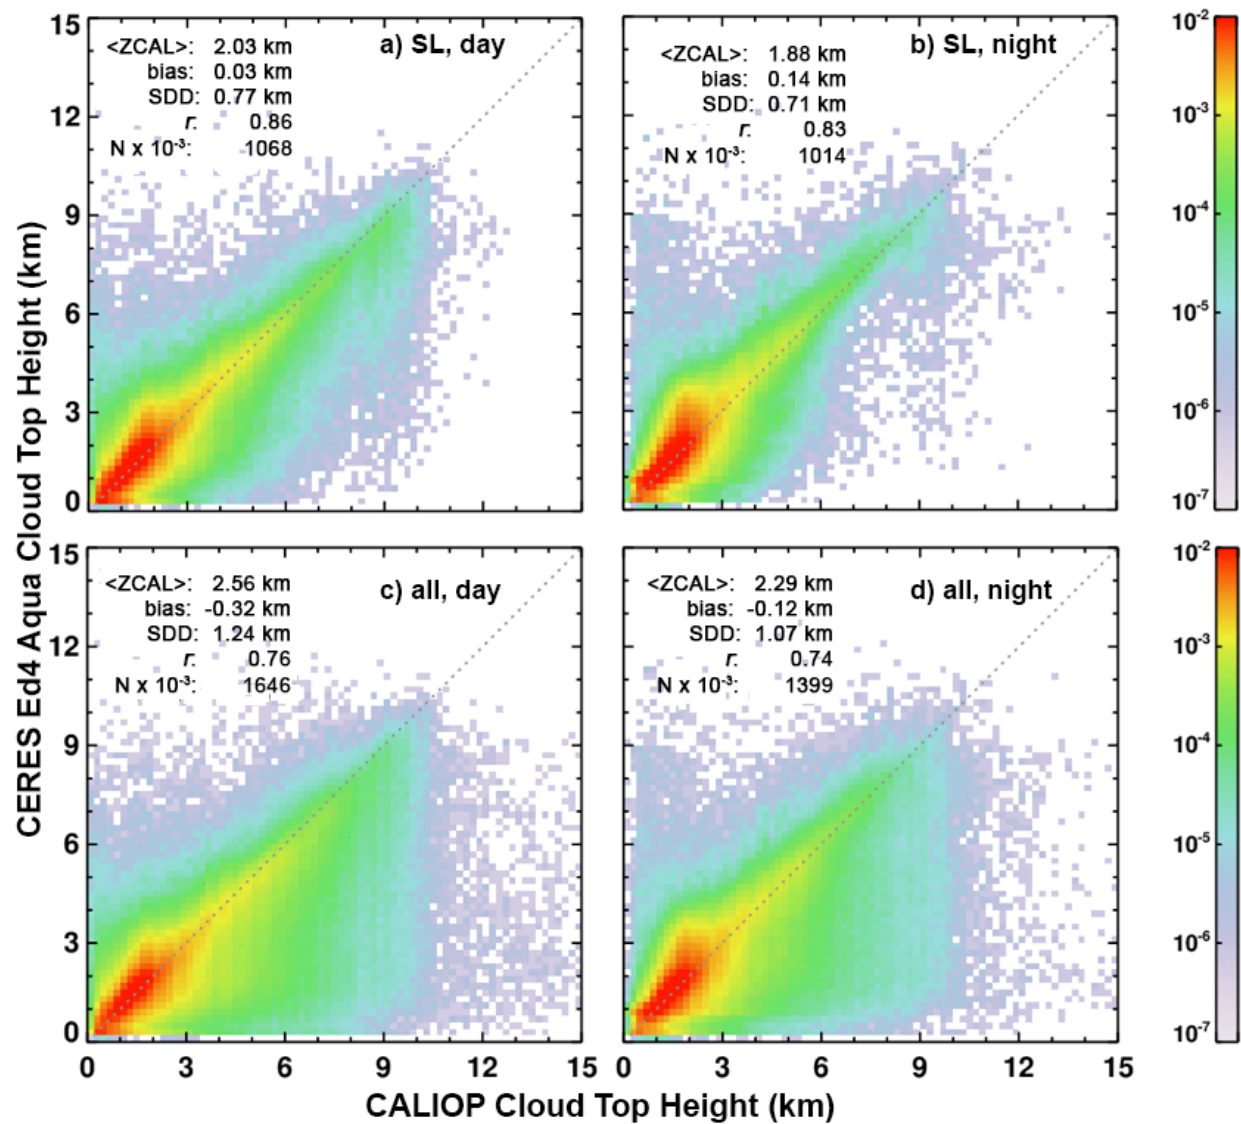 a) SL, day
<ZCAL>: 2.03 km
bias: 0.03 km
SDD: 0.77 km
r: 0.86
N x 10-3: 1068
15
12
9
6
3
0
b) SL, night
<ZCAL>: 1.88 km
bias: 0.14 km
SDD: 0.71 km
r: 0.83
N x 10-3: 1014
10-2
10-3
10-4
10-5
10-6
10-7
CERES Ed4 Aqua Cloud Top Height (km)
c) all, day
<ZCAL>: 2.56 km
bias: -0.32 km
SDD: 1.24 km
r: 0.76
N x 10-3: 1646
15
12
9
6
3
0
d) all, night
<ZCAL>: 2.29 km
bias: -0.12 km
SDD: 1.07 km
r: 0.74
N x 10-3: 1399
10-2
10-3
10-4
10-5
10-6
10-7
0 3 6 9 12 15
0 3 6 9 12 15
CALIOP Cloud Top Height (km)